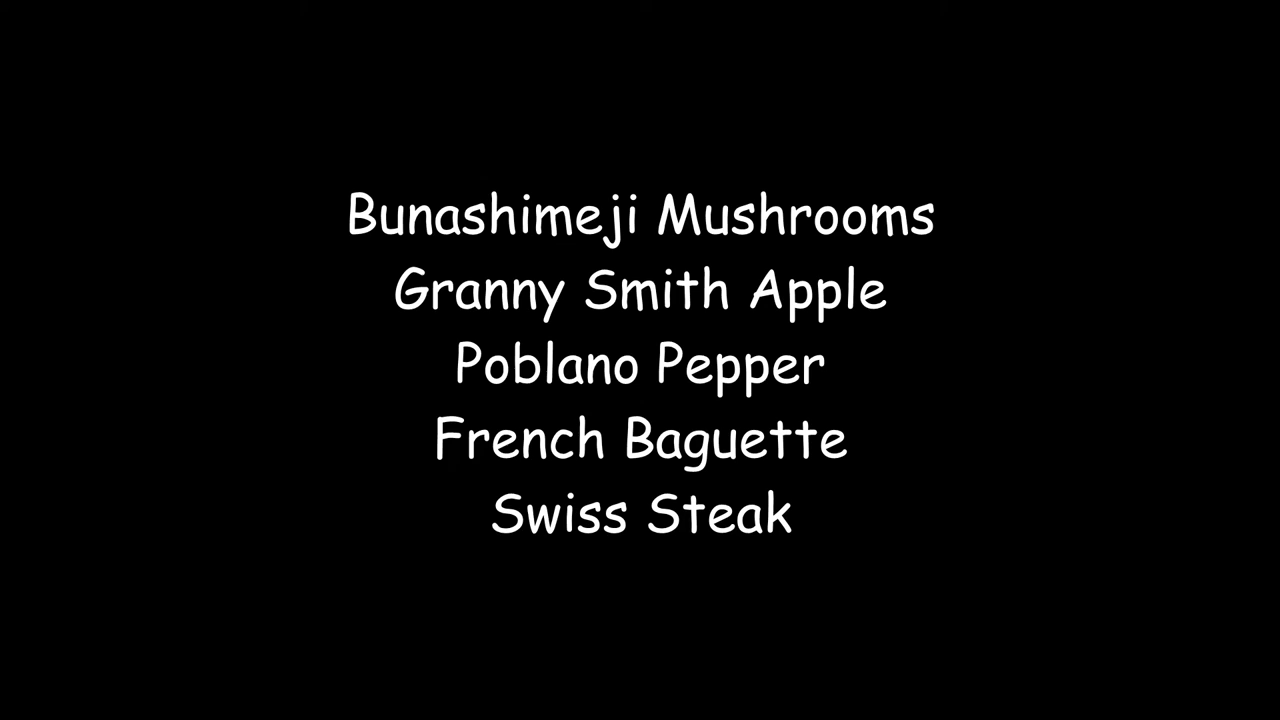 Bunashimeji Mushrooms
Granny Smith Apple
Poblano Pepper
French Baguette
Swiss Steak